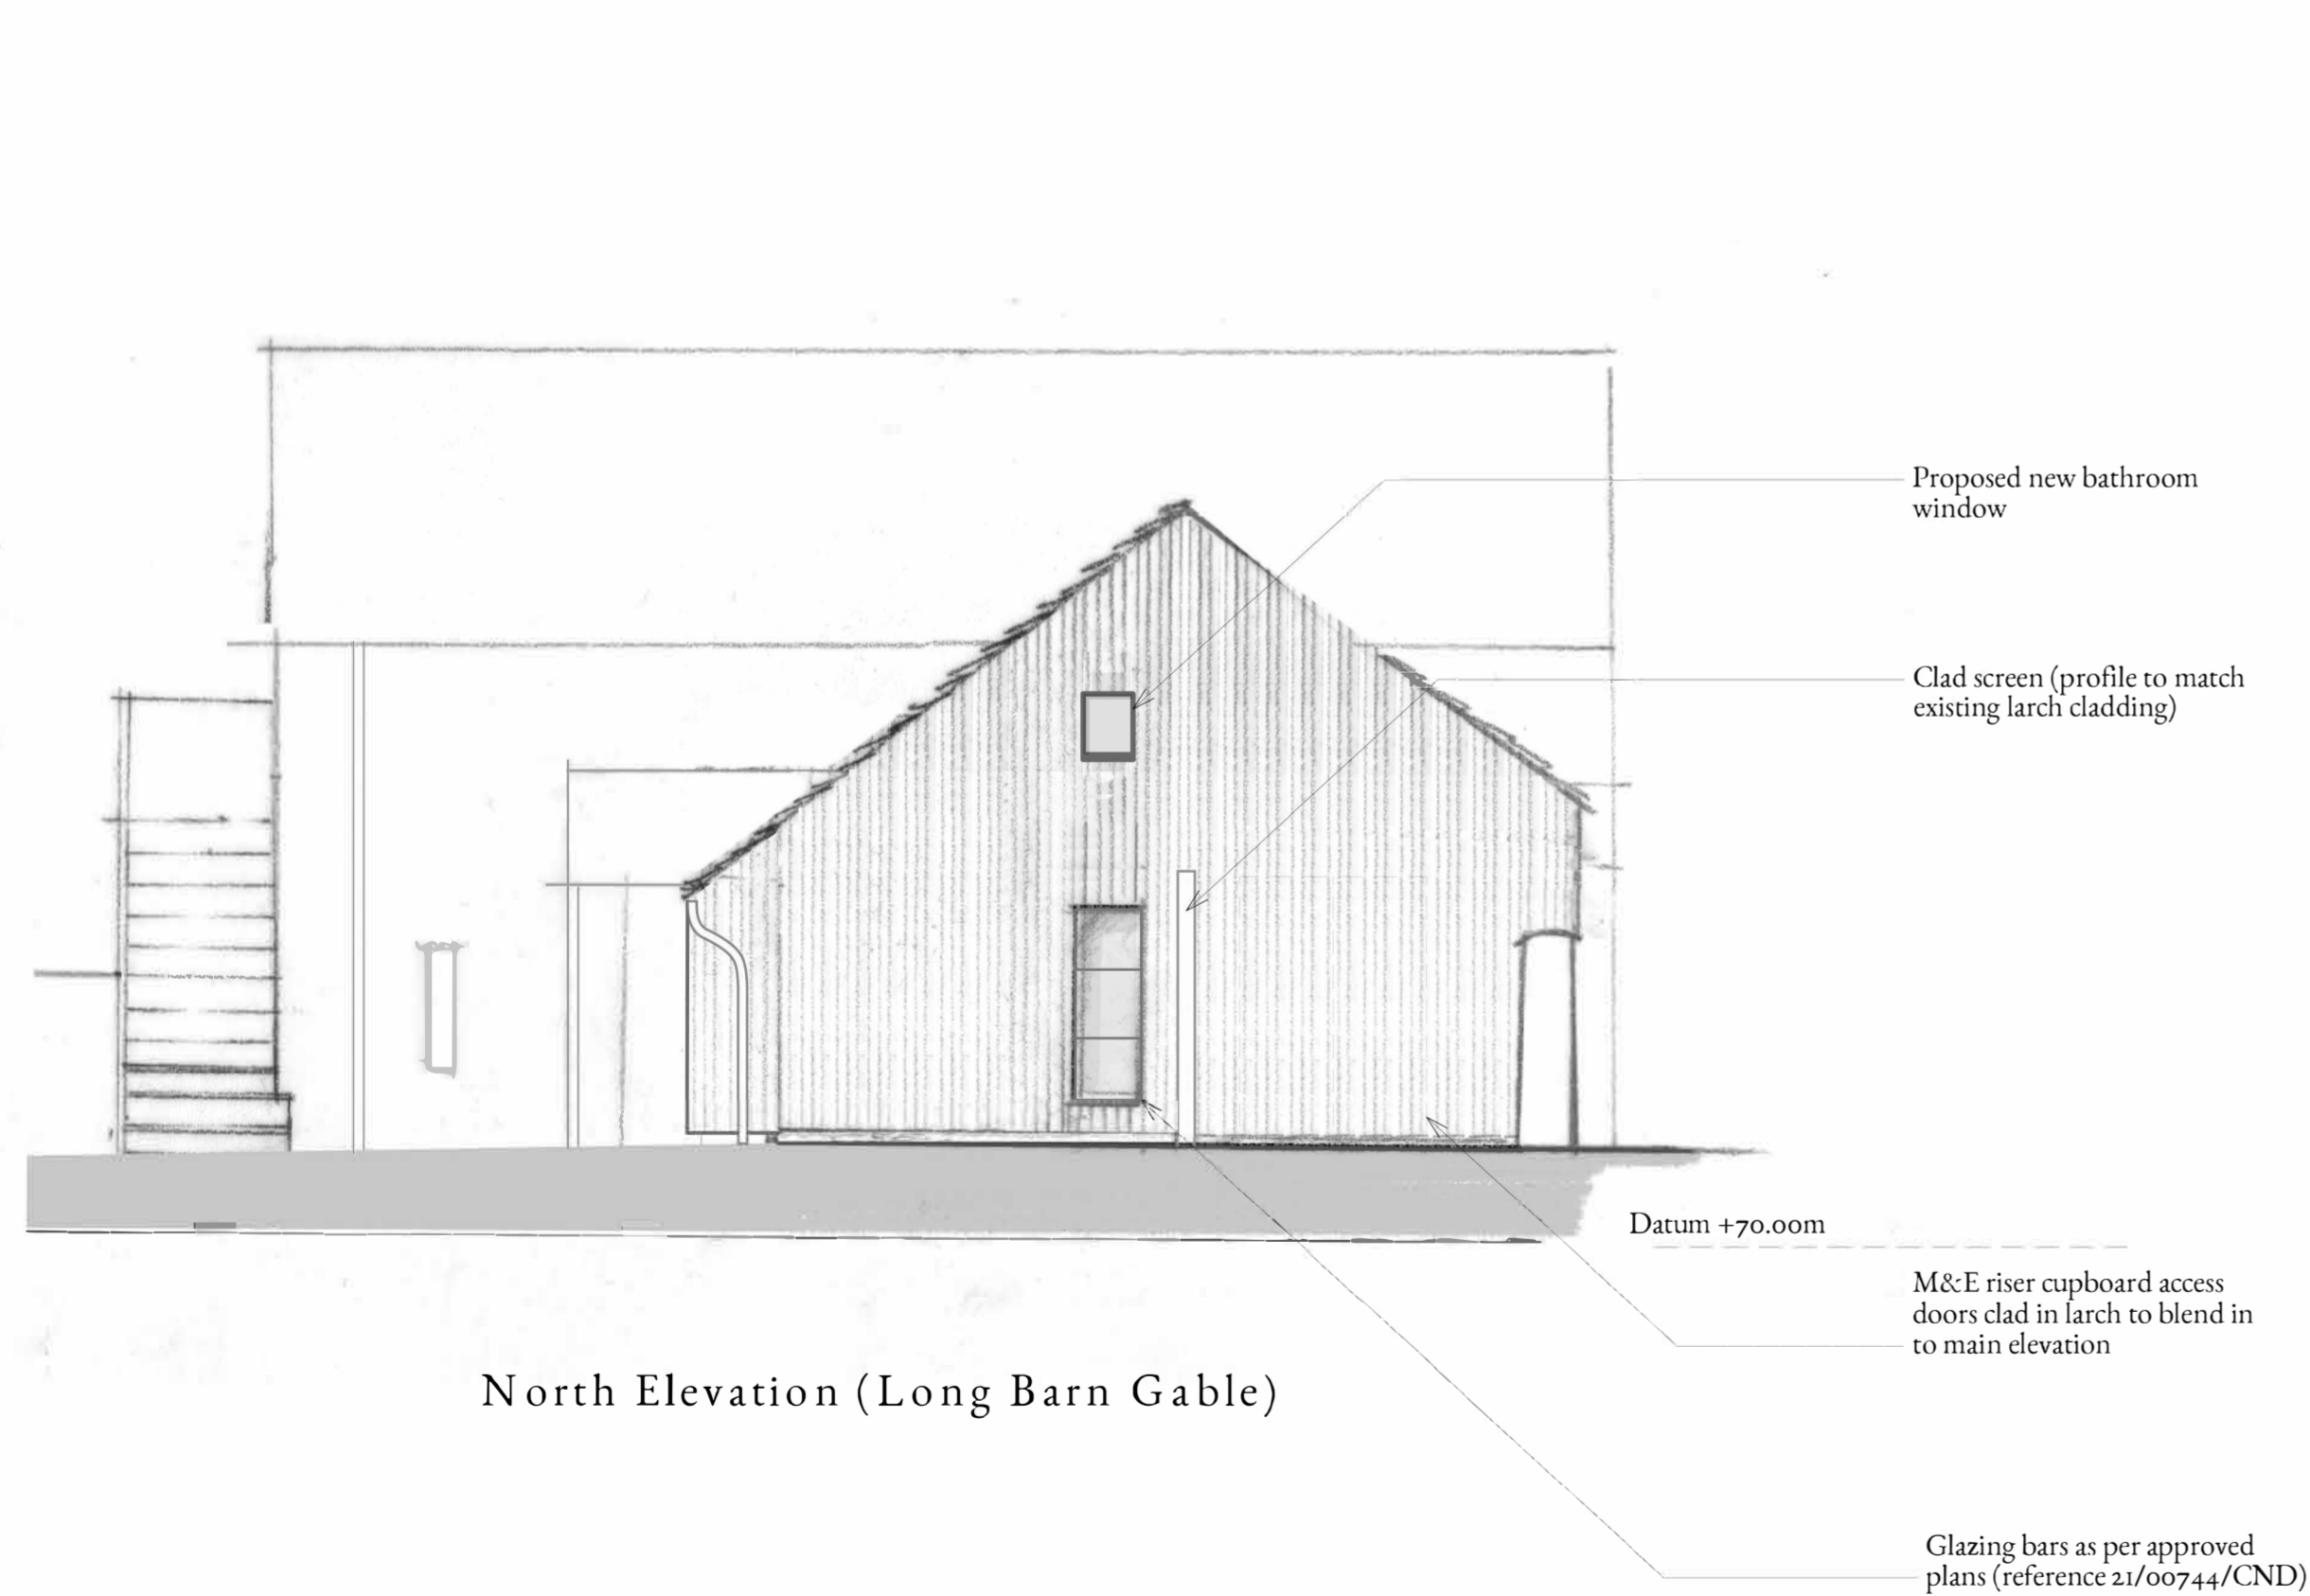 Proposed new bathroom
window
Clad screen (profile to match
existing larch cladding)
Datum +70.00m
M&E riser cupboard access
doors clad in larch to blend in
to main elevation
North Elevation (Long Barn Gable)
Glazing bars as per approved
plans (reference 21/00744/CND)